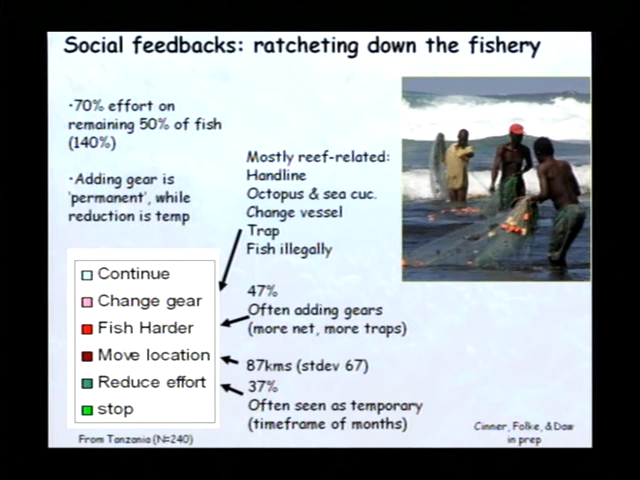 Social feedbacks: ratcheting down the fishery
•70% effort on
remaining 50% of fish
(140%)
•Adding gear is
'permanent', while
reduction is temp
Mostly reef-related:
Handline
Octopus & sea cuc.
Change vessel
Trap
Fish illegally
Continue
Change gear
Fish Harder
Move location
Reduce effort
stop
47%
Often adding gears
(more net, more traps)
87kms (stdev 67)
37%
Often seen as temporary
(timeframe of months)
From Tanzania (N=240)
Cinner, Folke, & Daw
in prep